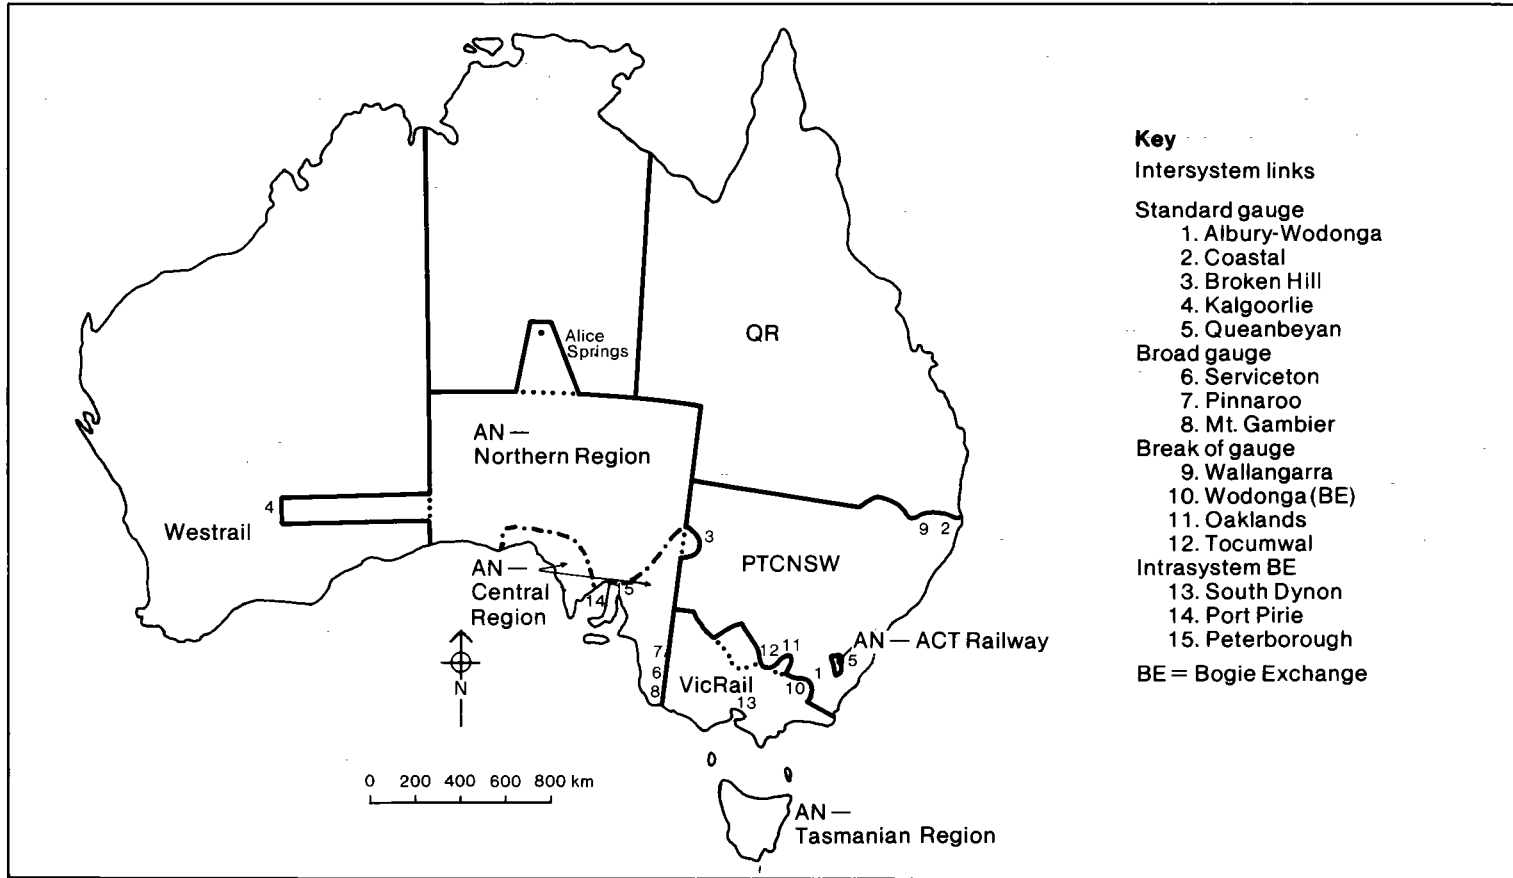 Key
Intersystem links
Standard gauge
1. Albury-Wodonga
2. Coastal
3. Broken Hill
4. Kalgoorlie
5. Queanbeyan
Broad gauge
6. Serviceton
7. Pinnaroo
8. Mt. Gambier
Break of gauge
9. Wallangarra
10. Wodonga (BE)
11. Oaklands
12. Tocumwal
Intrasystem BE
13. South Dynon
14. Port Pirie
15. Peterborough
BE = Bogie Exchange
QR
Alice
Springs
AN —
Northern Region
4
Westrail
9 2
3
PTCNSW
AN —
Central
Region
14
15
AN — ACT Railway
5
12 11
7
6
8
VicRail
10
1
13
N
0 200 400 600 800 km
AN —
Tasmanian Region